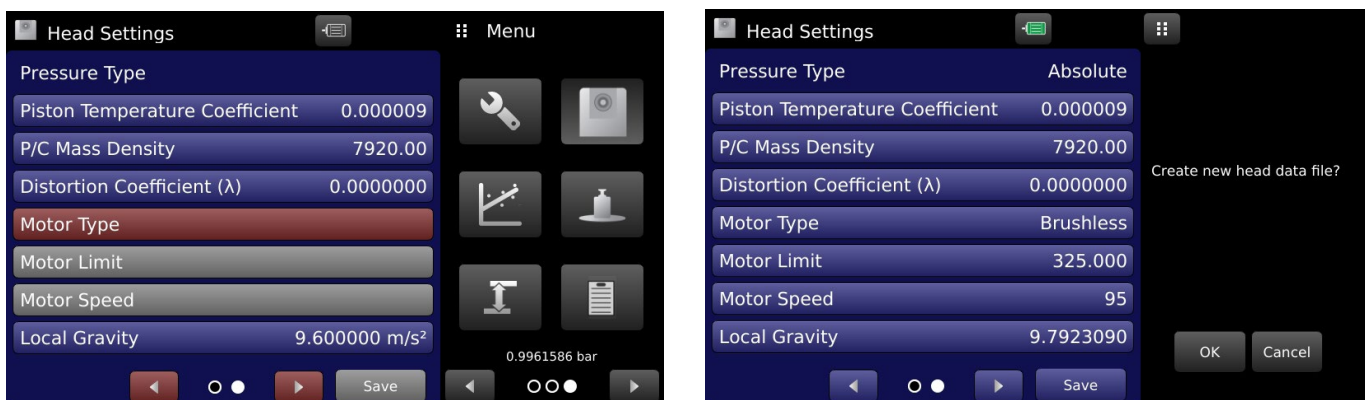 Head Settings
Menu
Pressure Type
Piston Temperature Coefficient 0.000009
P/C Mass Density 7920.00
Distortion Coefficient (λ) 0.0000000
Motor Type
Motor Limit
Motor Speed
Local Gravity 9.600000 m/s²
Save
0.9961586 bar
Head Settings
Pressure Type Absolute
Piston Temperature Coefficient 0.000009
P/C Mass Density 7920.00
Distortion Coefficient (λ) 0.0000000
Motor Type Brushless
Motor Limit 325.000
Motor Speed 95
Local Gravity 9.7923090
Save
Create new head data file?
OK Cancel